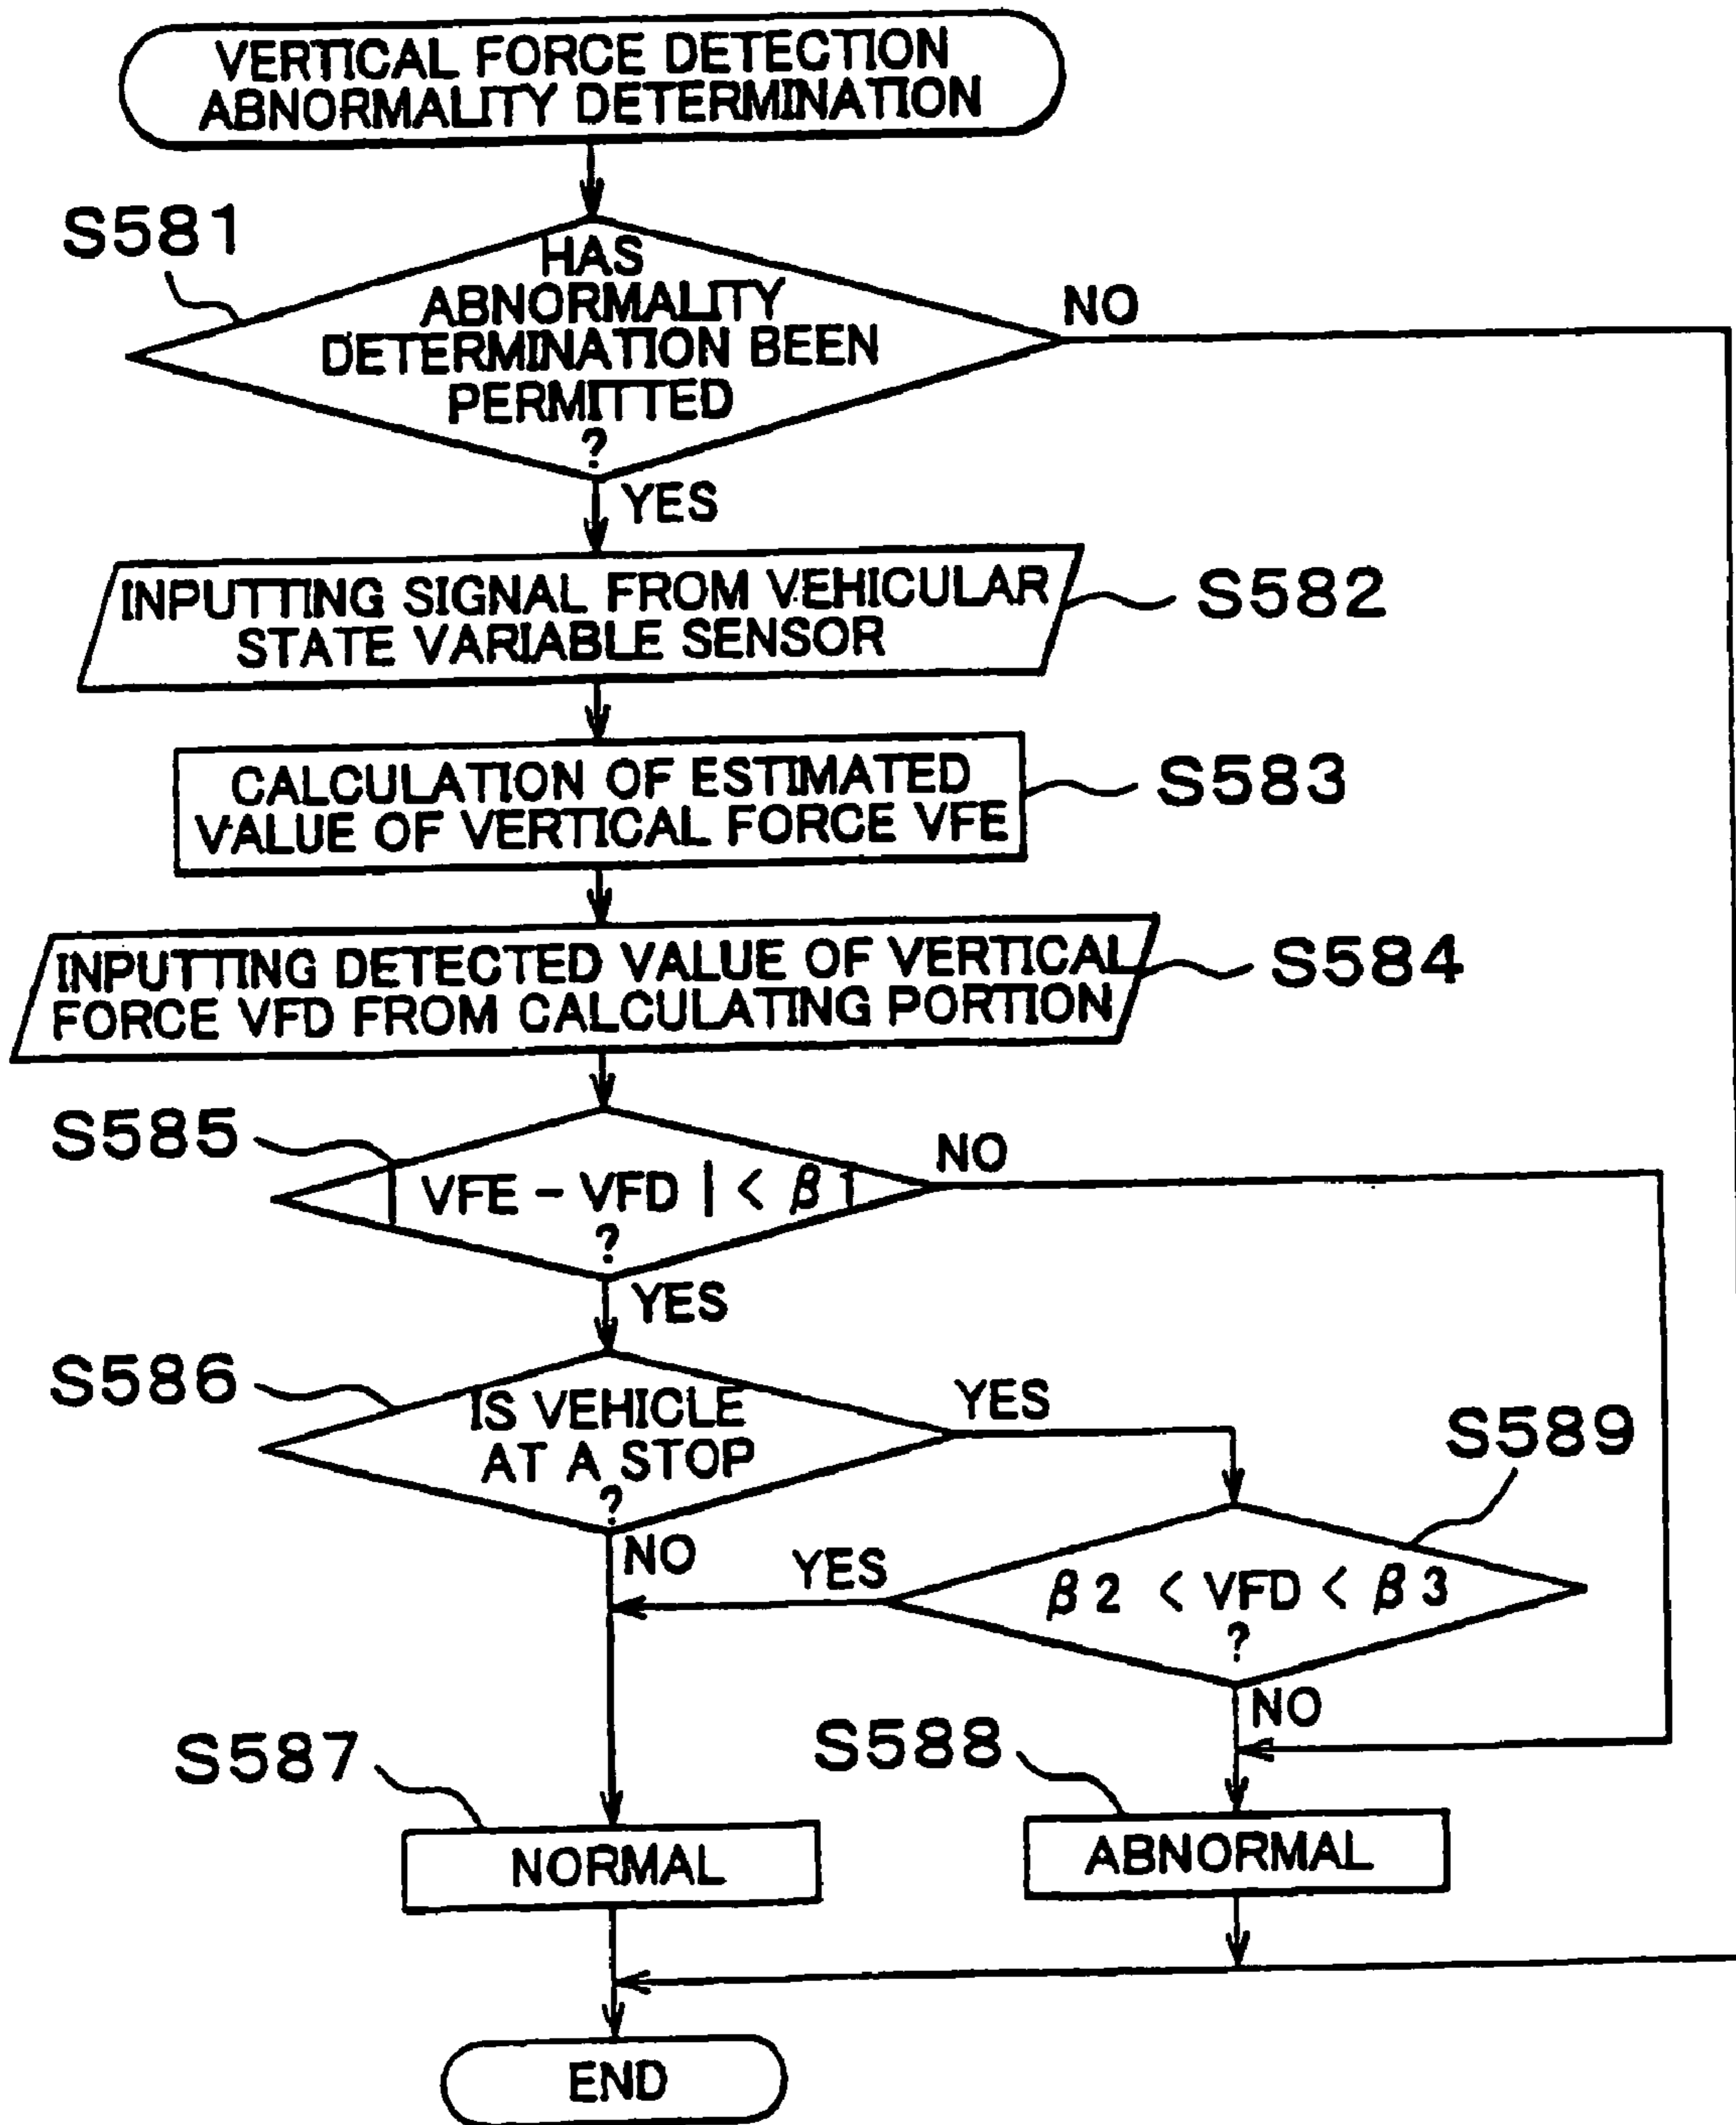 VERTICAL FORCE DETECTION
ABNORMALITY DETERMINATION
S581
HAS
ABNORMALITY
DETERMINATION BEEN
PERMITTED
?
NO
YES
INPUTTING SIGNAL FROM VEHICULAR
STATE VARIABLE SENSOR
S582
CALCULATION OF ESTIMATED
VALUE OF VERTICAL FORCE VFE
S583
INPUTTING DETECTED VALUE OF VERTICAL
FORCE VFD FROM CALCULATING PORTION
S584
S585
| VFE - VFD | < β 1
?
NO
YES
S586
IS VEHICLE
AT A STOP
?
YES
NO
S589
β 2 < VFD < β 3
?
YES
NO
S587
NORMAL
S588
ABNORMAL
END